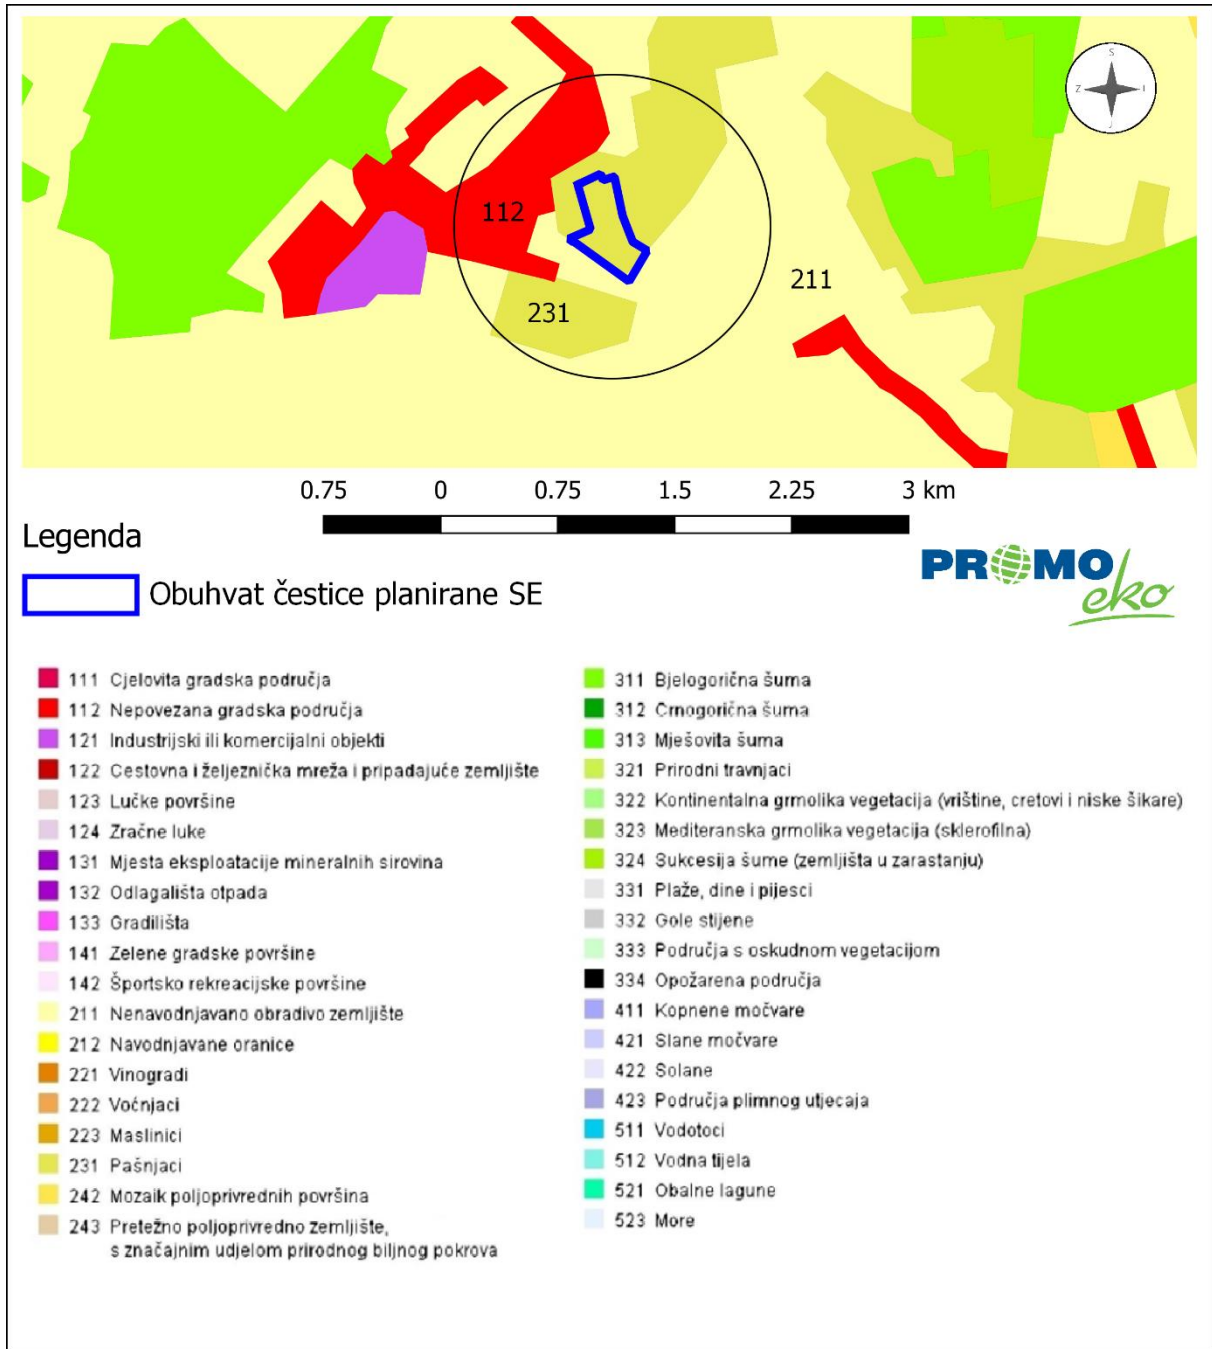 S
Z I
J
112
211
231
0.75 0 0.75 1.5 2.25 3 km
Legenda
PROMO
eko
Obuhvat čestice planirane SE
111 Cjelovita gradska područja
112 Nepovezana gradska područja
121 Industrijski ili komercijalni objekti
122 Cestovna i željeznička mreža i pripadajuće zemljište
123 Lučke površine
124 Zračne luke
131 Mjesta eksploatacije mineralnih sirovina
132 Odlagališta otpada
133 Gradilišta
141 Zelene gradske površine
142 Športsko rekreacijske površine
211 Nenavodnjavano obradivo zemljište
212 Navodnjavane oranice
221 Vinogradi
222 Voćnjaci
223 Maslinici
231 Pašnjaci
242 Mozaik poljoprivrednih površina
243 Pretežno poljoprivredno zemljište,
s značajnim udjelom prirodnog biljnog pokrova
311 Bjelogorična šuma
312 Crnogorična šuma
313 Mješovita šuma
321 Prirodni travnjaci
322 Kontinentalna grmolika vegetacija (vrištine, cretovi i niske šikare)
323 Mediteranska grmolika vegetacija (sklerofilna)
324 Sukcesija šume (zemljišta u zarastanju)
331 Plaže, dine i pijesci
332 Gole stijene
333 Područja s oskudnom vegetacijom
334 Opožarena područja
411 Kopnene močvare
421 Slane močvare
422 Solane
423 Područja plimnog utjecaja
511 Vodotoci
512 Vodna tijela
521 Obalne lagune
523 More